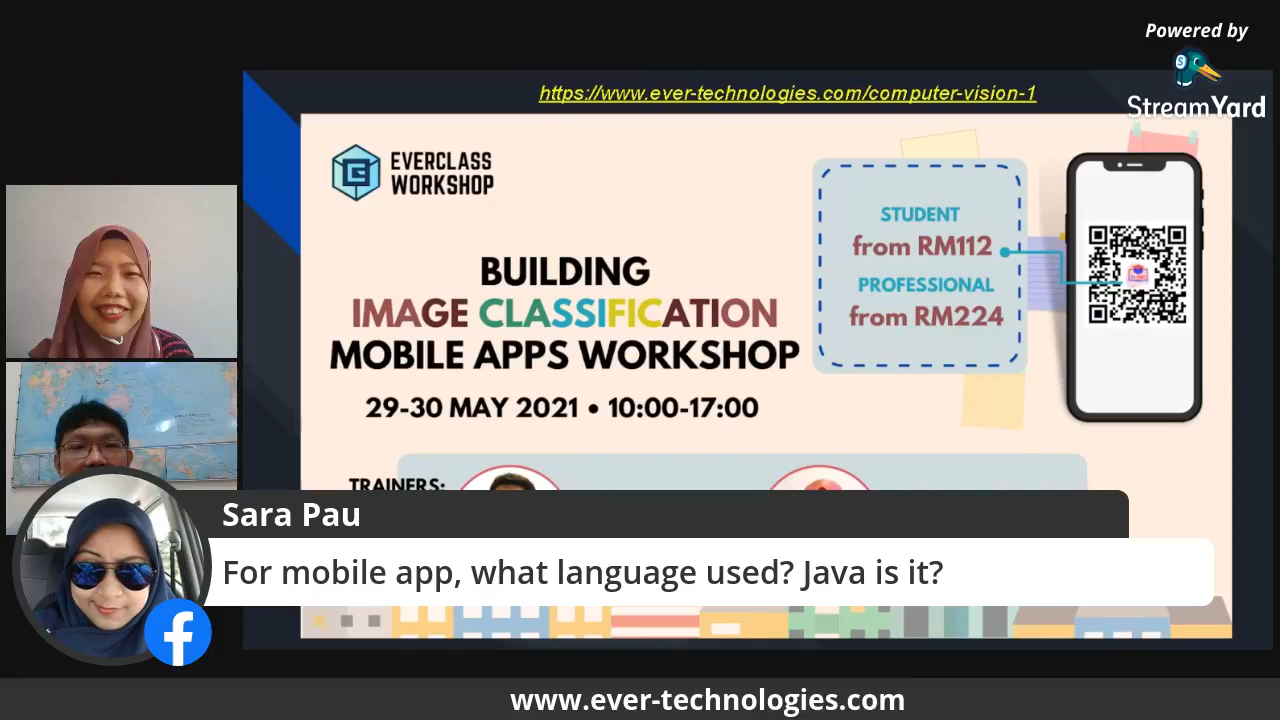 Powered by
StreamYard
https://www.ever-technologies.com/computer-vision-1
EVERCLASS
WORKSHOP
BUILDING
IMAGE CLASSIFICATION
MOBILE APPS WORKSHOP
29-30 MAY 2021 • 10:00-17:00
STUDENT
from RM112
PROFESSIONAL
from RM224
TRAINERS:
Sara Pau
For mobile app, what language used? Java is it?
www.ever-technologies.com